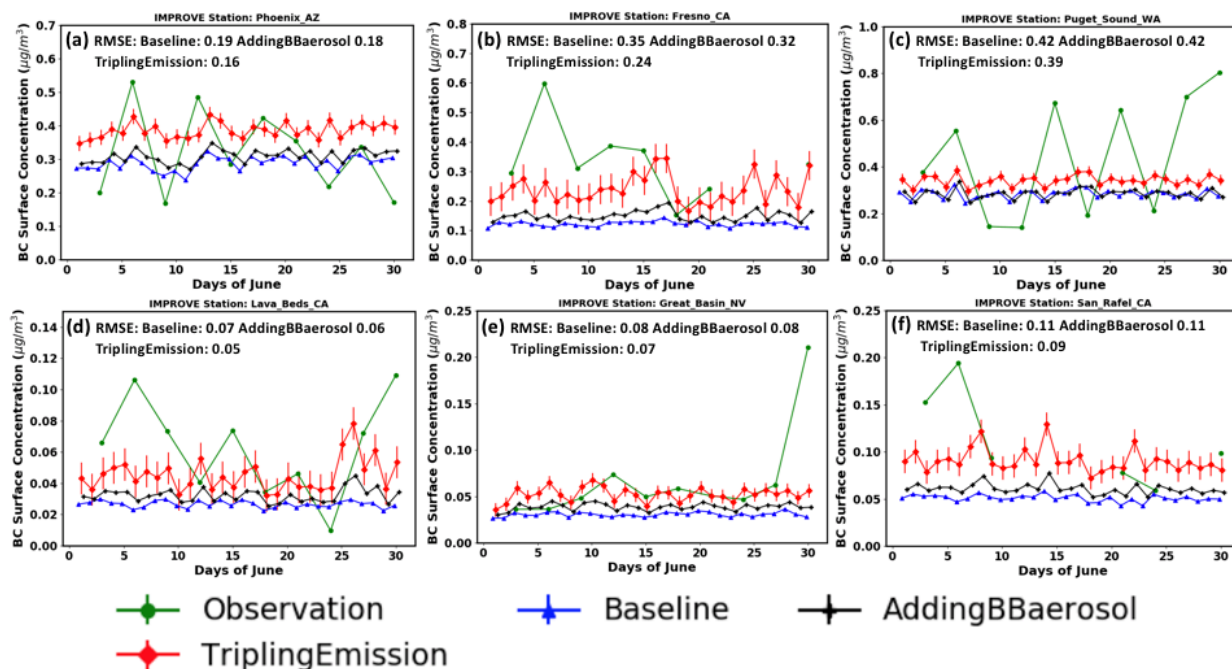 IMPROVE Station: Phoenix_AZ
(a) RMSE: Baseline: 0.19 AddingBBaerosol 0.18
TriplingEmission: 0.16
BC Surface Concentration (μg/m³)
0.7
0.6
0.5
0.4
0.3
0.2
0.1
0.0
0 5 10 15 20 25 30
Days of June
IMPROVE Station: Fresno_CA
(b) RMSE: Baseline: 0.35 AddingBBaerosol 0.32
TriplingEmission: 0.24
BC Surface Concentration (μg/m³)
0.8
0.7
0.6
0.5
0.4
0.3
0.2
0.1
0.0
0 5 10 15 20 25 30
Days of June
IMPROVE Station: Puget_Sound_WA
(c) RMSE: Baseline: 0.42 AddingBBaerosol 0.42
TriplingEmission: 0.39
BC Surface Concentration (μg/m³)
1.0
0.8
0.6
0.4
0.2
0.0
0 5 10 15 20 25 30
Days of June
IMPROVE Station: Lava_Beds_CA
(d) RMSE: Baseline: 0.07 AddingBBaerosol 0.06
TriplingEmission: 0.05
BC Surface Concentration (μg/m³)
0.14
0.12
0.10
0.08
0.06
0.04
0.02
0.00
0 5 10 15 20 25 30
Days of June
IMPROVE Station: Great_Basin_NV
(e) RMSE: Baseline: 0.08 AddingBBaerosol 0.08
TriplingEmission: 0.07
BC Surface Concentration (μg/m³)
0.25
0.20
0.15
0.10
0.05
0.00
0 5 10 15 20 25 30
Days of June
IMPROVE Station: San_Rafel_CA
(f) RMSE: Baseline: 0.11 AddingBBaerosol 0.11
TriplingEmission: 0.09
BC Surface Concentration (μg/m³)
0.25
0.20
0.15
0.10
0.05
0.00
0 5 10 15 20 25 30
Days of June
Observation
Baseline
AddingBBaerosol
TriplingEmission